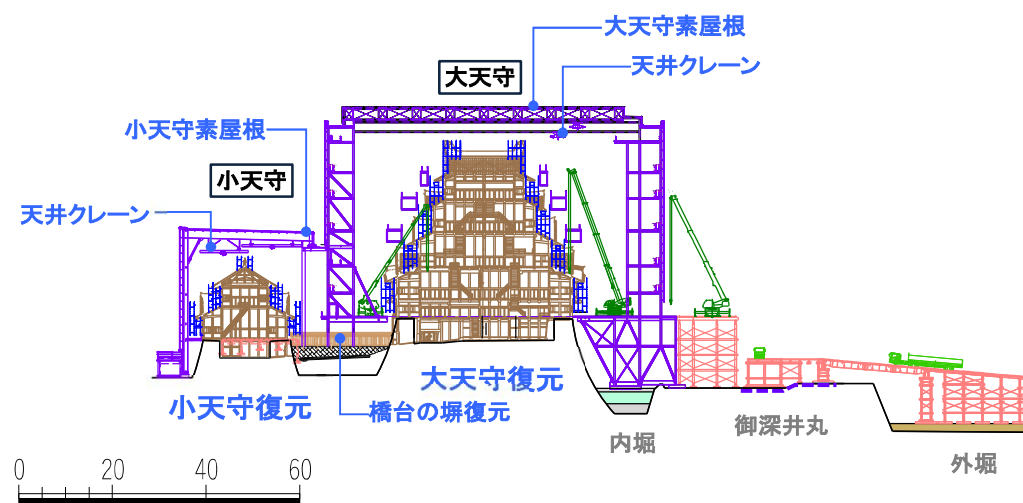 大天守素屋根
天井クレーン
大天守
小天守素屋根
小天守
天井クレーン
大天守復元
小天守復元
橋台の塀復元
内堀
御深井丸
外堀
0 20 40 60